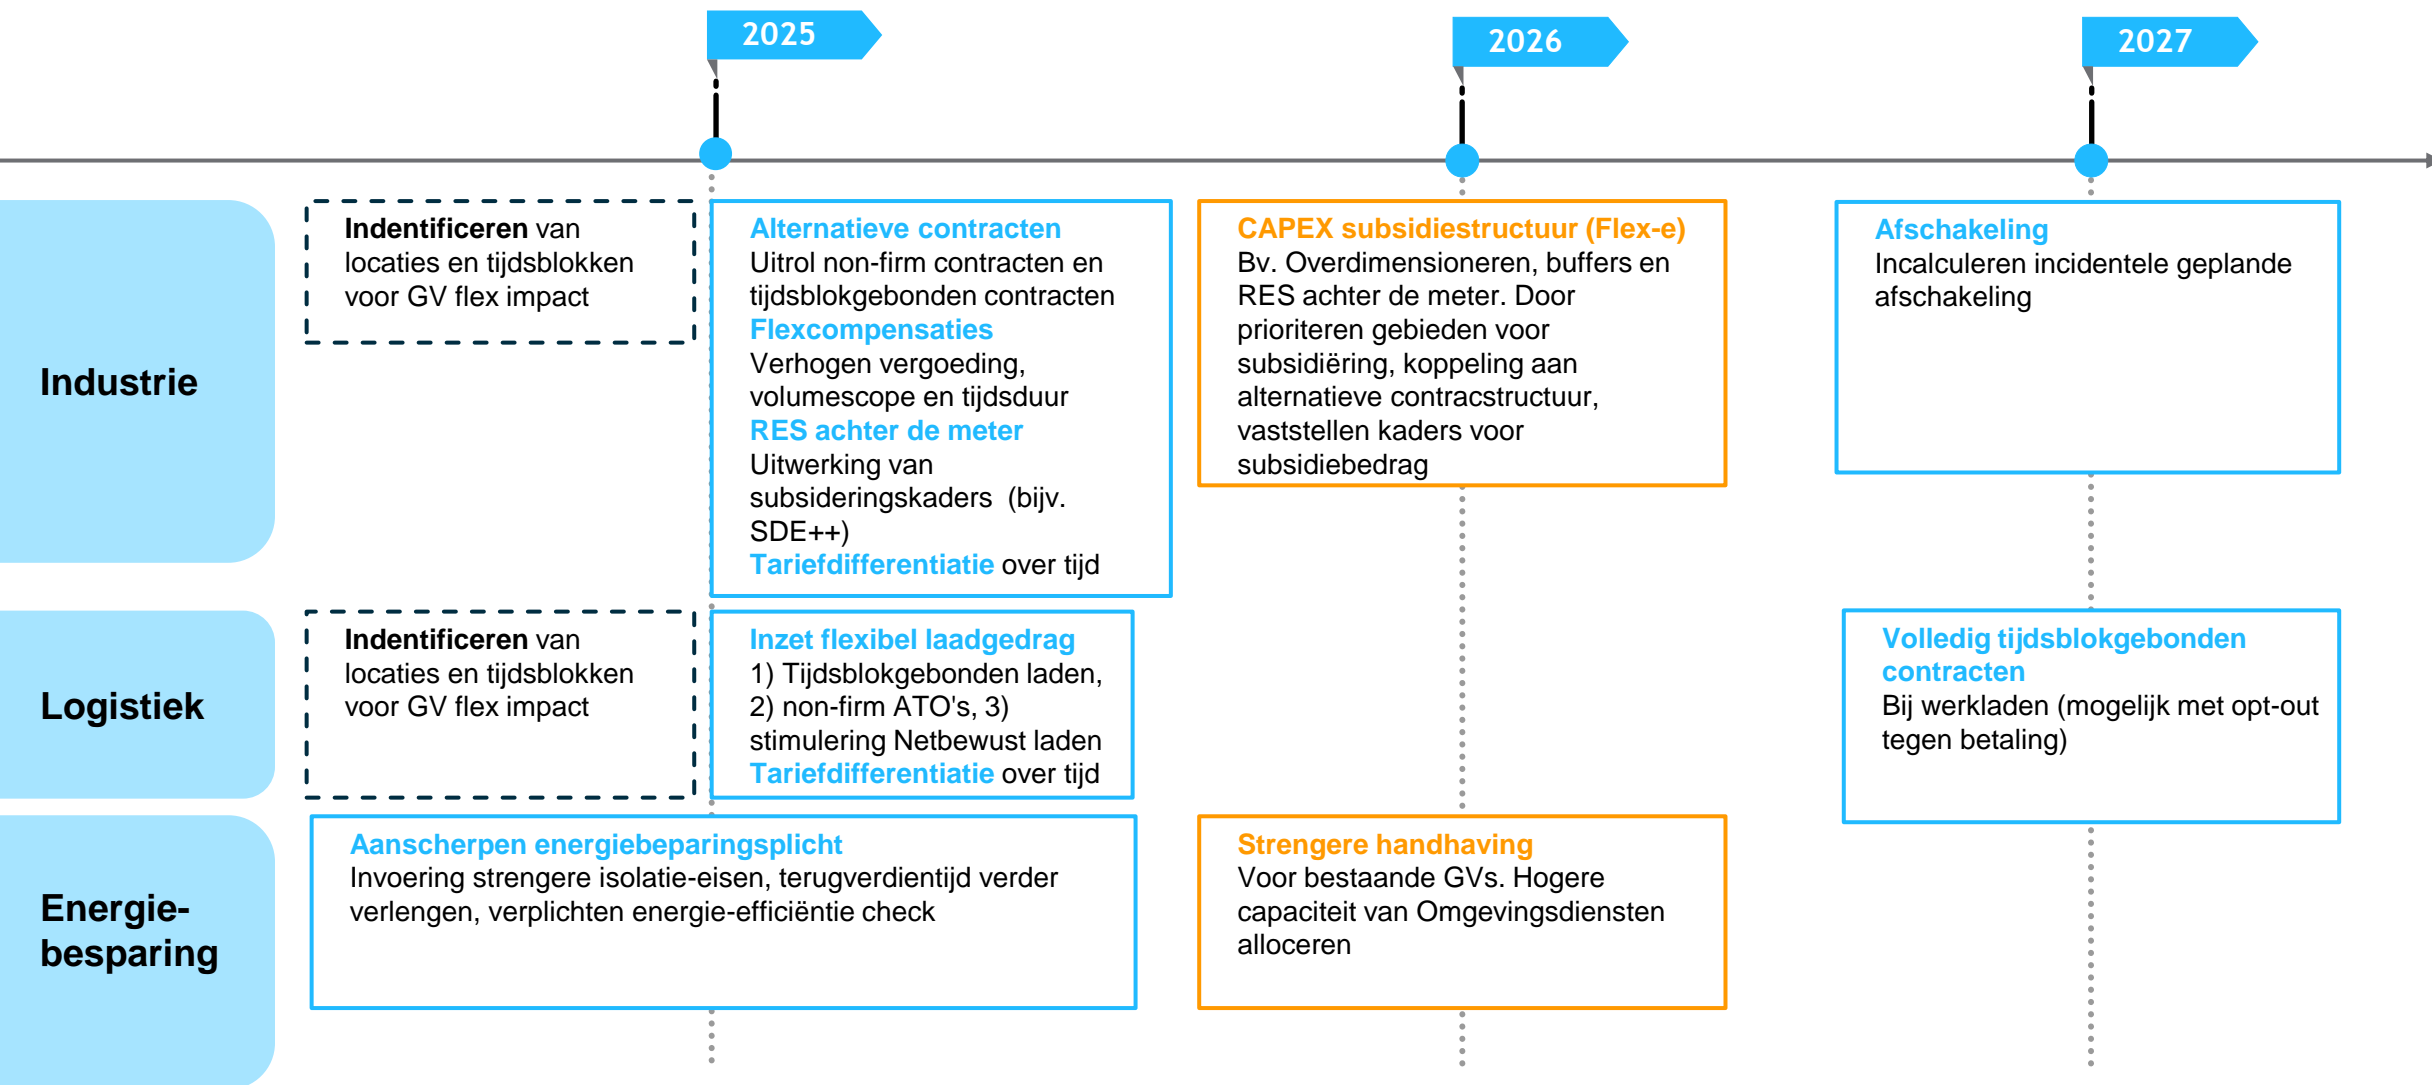 2025
2026
2027
Industrie
Indentificeren van
locaties en tijdsblokken
voor GV flex impact
Alternatieve contracten
Uitrol non-firm contracten en
tijdsblokgebonden contracten
Flexcompensaties
Verhogen vergoeding,
volumescope en tijdsduur
RES achter de meter
Uitwerking van
subsideringskaders (bijv.
SDE++)
Tariefdifferentiatie over tijd
CAPEX subsidiestructuur (Flex-e)
Bv. Overdimensioneren, buffers en
RES achter de meter. Door
prioriteren gebieden voor
subsidiëring, koppeling aan
alternatieve contracstructuur,
vaststellen kaders voor
subsidiebedrag
Afschakeling
Incalculeren incidentele geplande
afschakeling
Logistiek
Indentificeren van
locaties en tijdsblokken
voor GV flex impact
Inzet flexibel laadgedrag
1) Tijdsblokgebonden laden,
2) non-firm ATO's, 3)
stimulering Netbewust laden
Tariefdifferentiatie over tijd
Volledig tijdsblokgebonden
contracten
Bij werkladen (mogelijk met opt-out
tegen betaling)
Energie-
besparing
Aanscherpen energiebeparingsplicht
Invoering strengere isolatie-eisen, terugverdientijd verder
verlengen, verplichten energie-efficiëntie check
Strengere handhaving
Voor bestaande GVs. Hogere
capaciteit van Omgevingsdiensten
alloceren